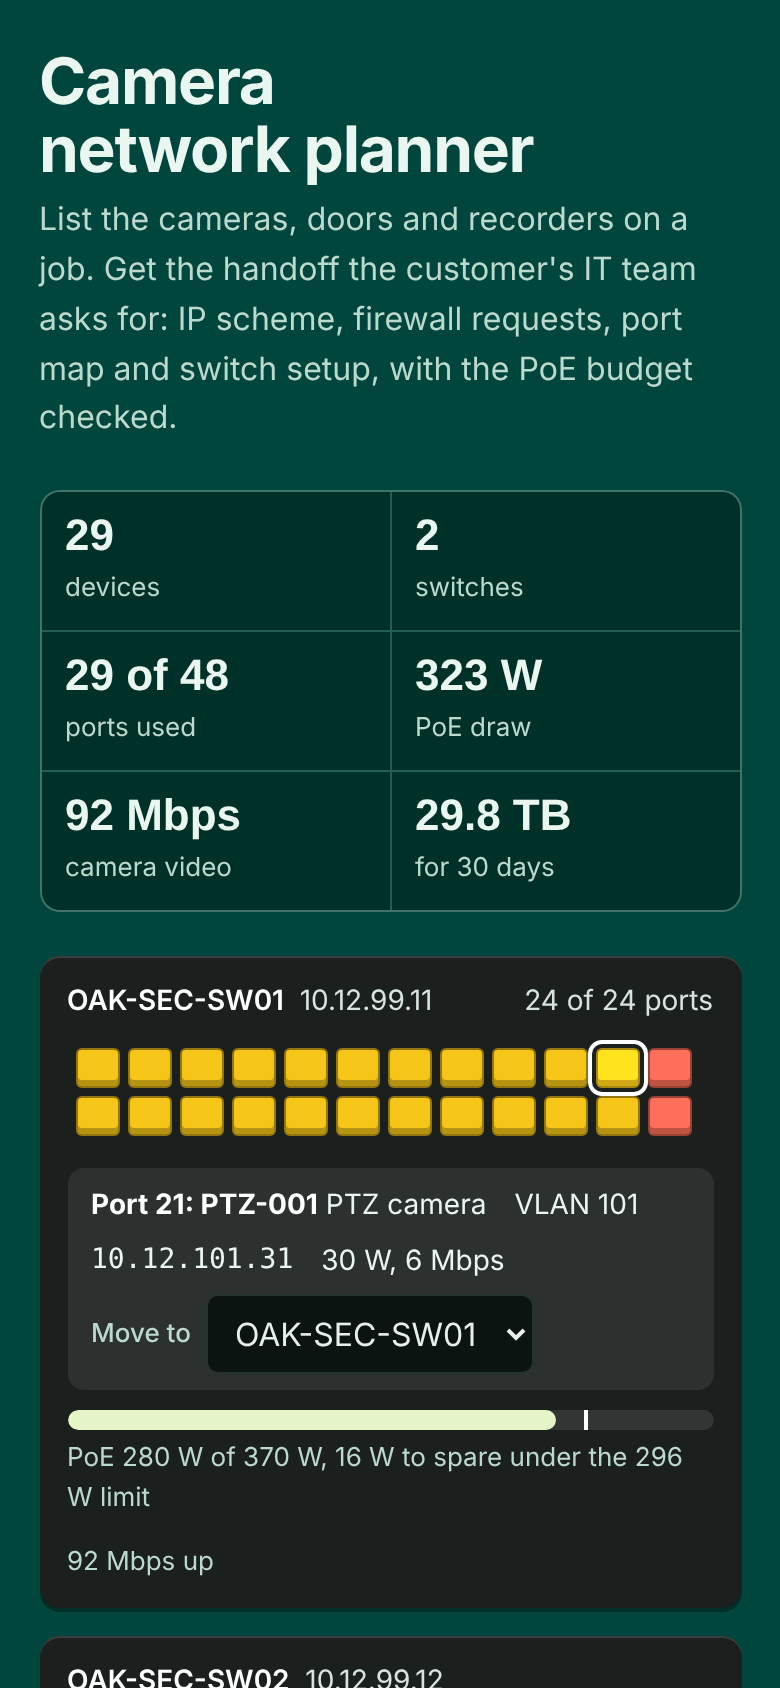 Camera
network planner
List the cameras, doors and recorders on a
job. Get the handoff the customer's IT team
asks for: IP scheme, firewall requests, port
map and switch setup, with the PoE budget
checked.
29
devices
2
switches
29 of 48
ports used
323 W
PoE draw
92 Mbps
camera video
29.8 TB
for 30 days
OAK-SEC-SW01 10.12.99.11 24 of 24 ports
Port 21: PTZ-001 PTZ camera VLAN 101
10.12.101.31 30 W, 6 Mbps
Move to OAK-SEC-SW01
PoE 280 W of 370 W, 16 W to spare under the 296
W limit
92 Mbps up
OAK-SEC-SW02 10.12.99.12